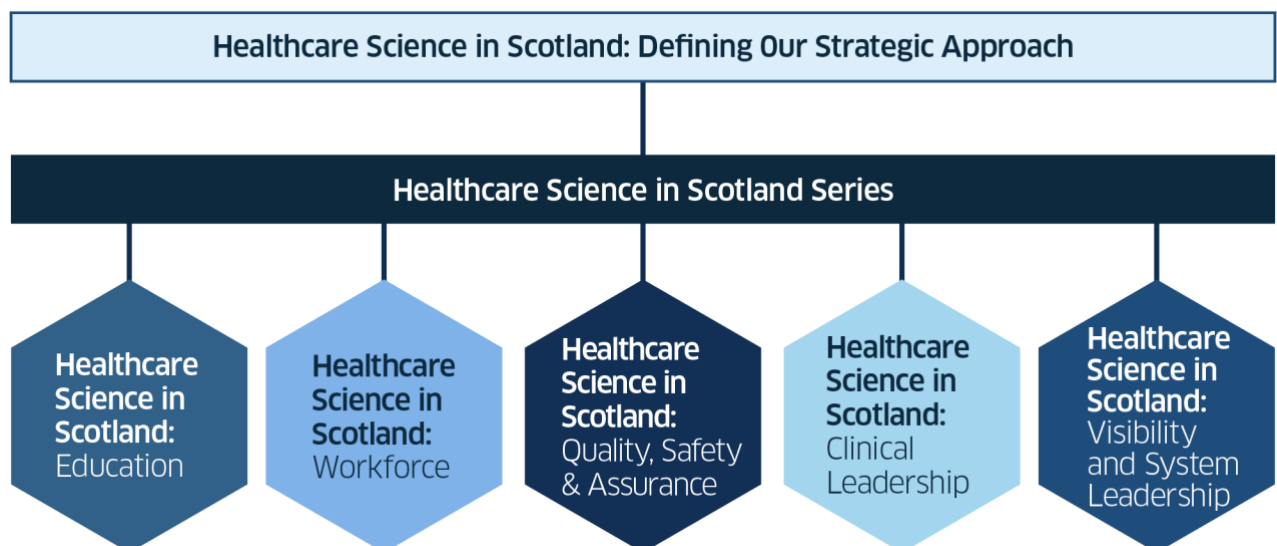 Healthcare Science in Scotland: Defining Our Strategic Approach
Healthcare Science in Scotland Series
Healthcare
Science in
Scotland:
Education
Healthcare
Science in
Scotland:
Workforce
Healthcare
Science in
Scotland:
Quality, Safety
& Assurance
Healthcare
Science in
Scotland:
Clinical
Leadership
Healthcare
Science in
Scotland:
Visibility
and System
Leadership